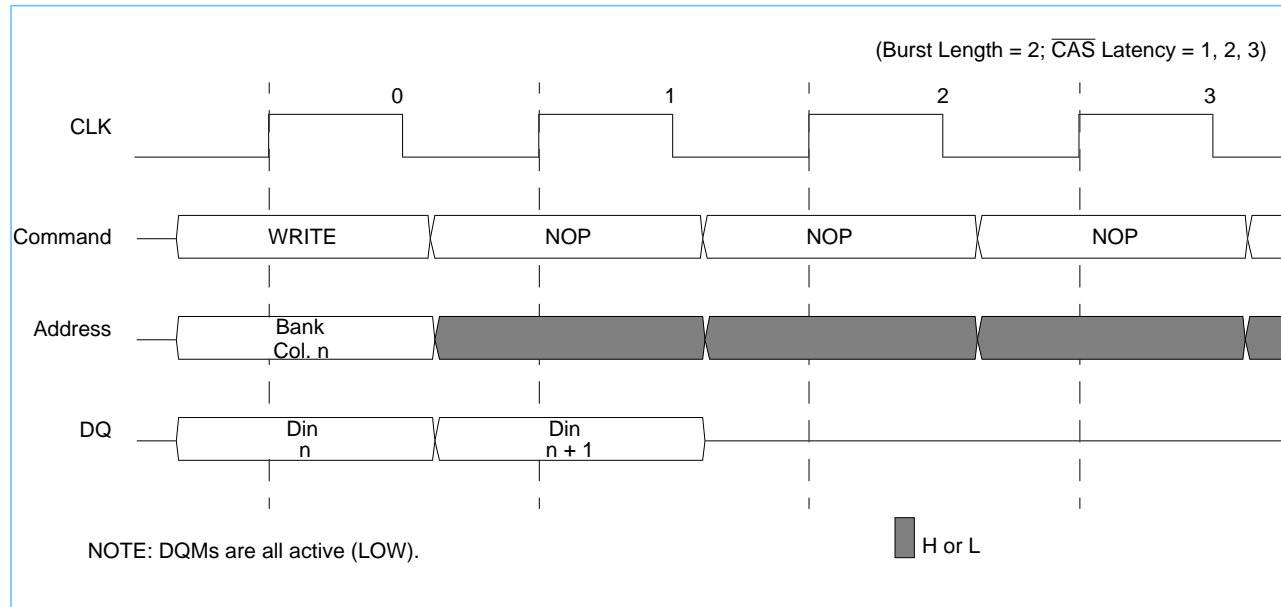 (Burst Length = 2; CAS Latency = 1, 2, 3)
0 1 2 3
CLK
Command WRITE NOP NOP NOP
Address Bank
Col. n
DQ Din Din
n n + 1
NOTE: DQMs are all active (LOW). H or L